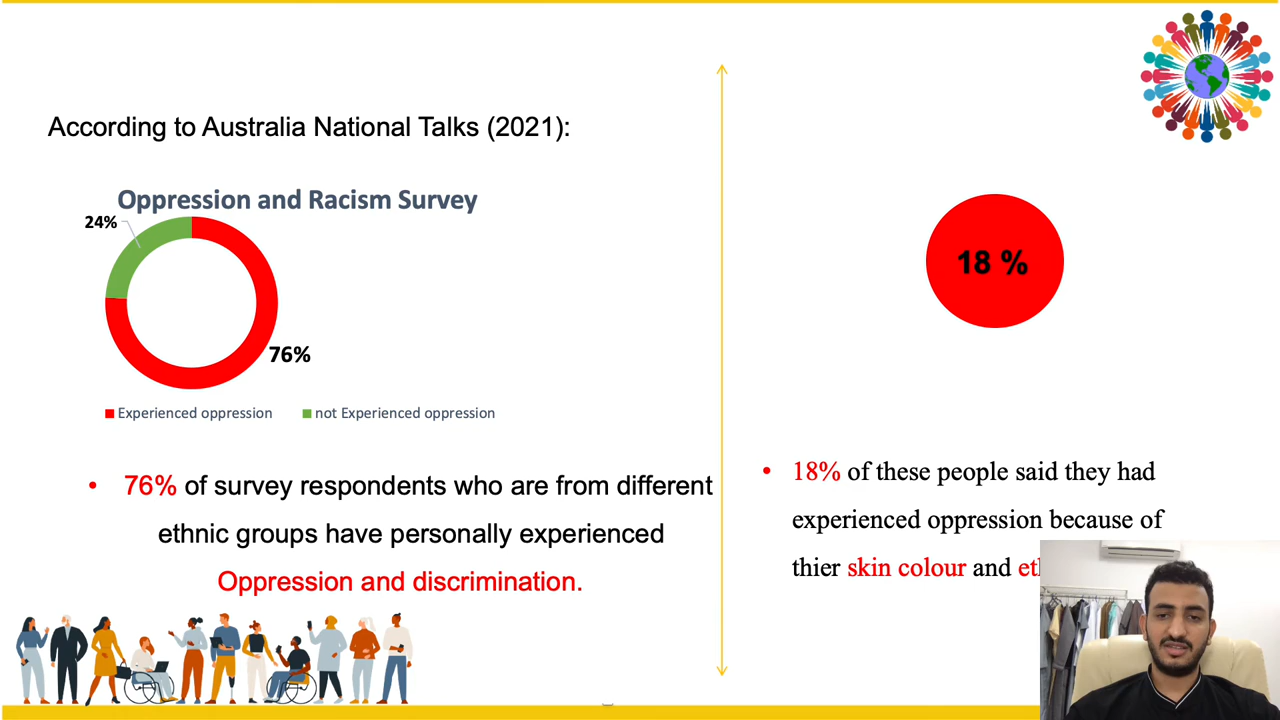 According to Australia National Talks (2021):
Oppression and Racism Survey
24%
76%
Experienced oppression
not Experienced oppression
• 76% of survey respondents who are from different
ethnic groups have personally experienced
Oppression and discrimination.
18 %
• 18% of these people said they had
experienced oppression because of
thier skin colour and